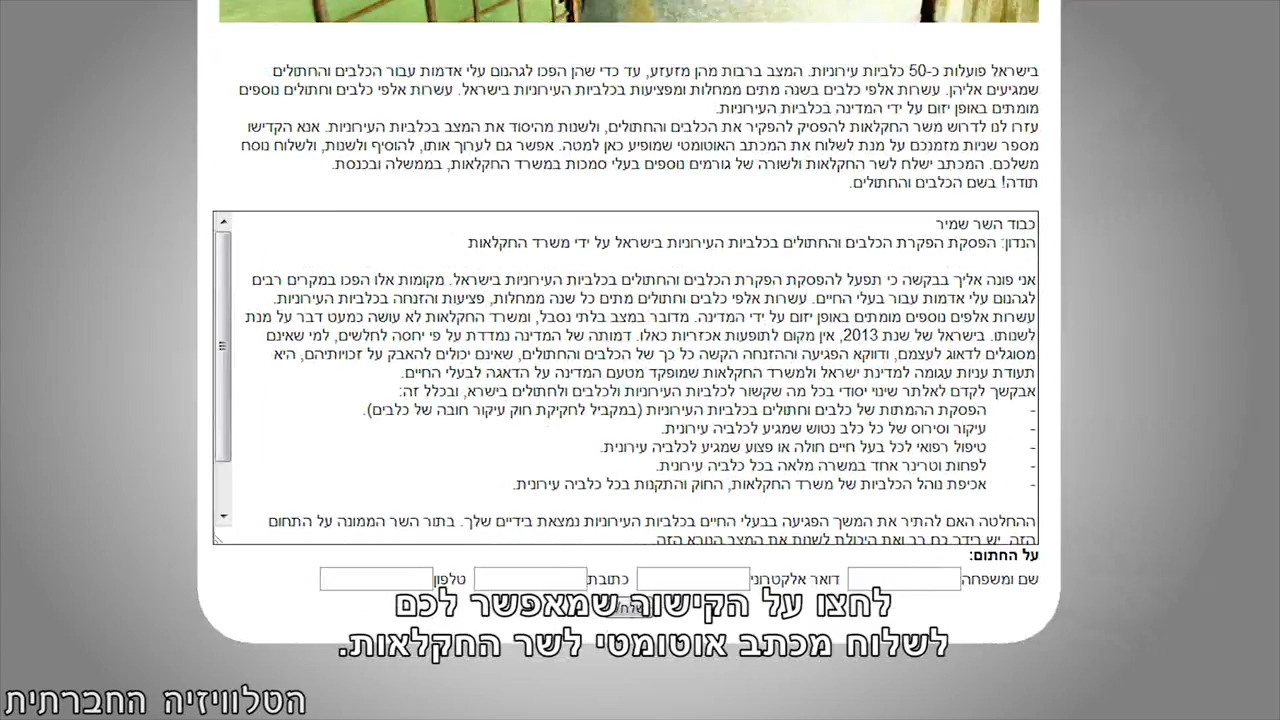 בישראל פועלות כ-50 כלביות עירוניות. המצב ברבות מהן מזעזע, עד כדי שהן הפכו לגהנום עלי אדמות עבור הכלבים והחתולים
שמגיעים אליהן. עשרות אלפי כלבים בשנה מתים ממחלות ומפציעות בכלביות העירוניות בישראל. עשרות אלפי כלבים וחתולים נוספים
מומתים באופן יזום על ידי המדינה בכלביות העירוניות.
עזרו לנו לדרוש משר החקלאות להפסיק להפקיר את הכלבים והחתולים, ולשנות מהיסוד את המצב בכלביות העירוניות. אנא הקדישו
מספר שניות מזמנכם על מנת לשלוח את המכתב האוטומטי שמופיע כאן למטה. אפשר גם לערוך אותו, להוסיף ולשנות, ולשלוח נוסח
משלכם. המכתב ישלח לשר החקלאות ולשורה של גורמים נוספים בעלי סמכות במשרד החקלאות, בממשלה ובכנסת.
תודה! בשם הכלבים והחתולים.
כבוד השר שמיר
הנדון: הפסקת הפקרת הכלבים והחתולים בכלביות העירוניות בישראל על ידי משרד החקלאות
אני פונה אליך בבקשה כי תפעל להפסקת הפקרת הכלבים והחתולים בכלביות העירוניות בישראל. מקומות אלו הפכו במקרים רבים
לגהנום עלי אדמות עבור בעלי החיים. עשרות אלפי כלבים וחתולים מתים כל שנה ממחלות, פציעות והזנחה בכלביות העירוניות.
עשרות אלפים נוספים מומתים באופן יזום על ידי המדינה. מדובר במצב בלתי נסבל, ומשרד החקלאות לא עושה כמעט דבר על מנת
לשנותו. בישראל של שנת 2013, אין מקום לתופעות אכזריות כאלו. דמותה של המדינה נמדדת על פי יחסה לחלשים, למי שאינם
מסוגלים לדאוג לעצמם, ודווקא הפגיעה וההזנחה הקשה כל כך של הכלבים והחתולים, שאינם יכולים להאבק על זכויותיהם, היא
תעודת עניות עגומה למדינת ישראל ולמשרד החקלאות שמופקד מטעם המדינה על הדאגה לבעלי החיים.
אבקשך לקדם לאלתר שינוי יסודי בכל מה שקשור לכלביות העירוניות ולכלבים ולחתולים בישרא, ובכלל זה:
- הפסקת ההמתות של כלבים וחתולים בכלביות העירוניות (במקביל לחקיקת חוק עיקור חובה של כלבים).
- עיקור וסירוס של כל כלב נטוש שמגיע לכלביה עירונית.
- טיפול רפואי לכל בעל חיים חולה או פצוע שמגיע לכלביה עירונית.
- לפחות וטרינר אחד במשרה מלאה בכל כלביה עירונית.
- אכיפת נוהל הכלביות של משרד החקלאות, החוק והתקנות בכל כלביה עירונית.
ההחלטה האם להתיר את המשך הפגיעה בבעלי החיים בכלביות העירוניות נמצאת בידיים שלך. בתור השר הממונה על התחום
הזה, יש בידך כח רב ואת היכולת לשנות את המצב הנורא הזה.
על החתום:
שם ומשפחה דואר אלקטרוני כתובת טלפון
שלח/י
לחצו על הקישור שמאפשר לכם
לשלוח מכתב אוטומטי לשר החקלאות.
הטלוויזיה החברתית